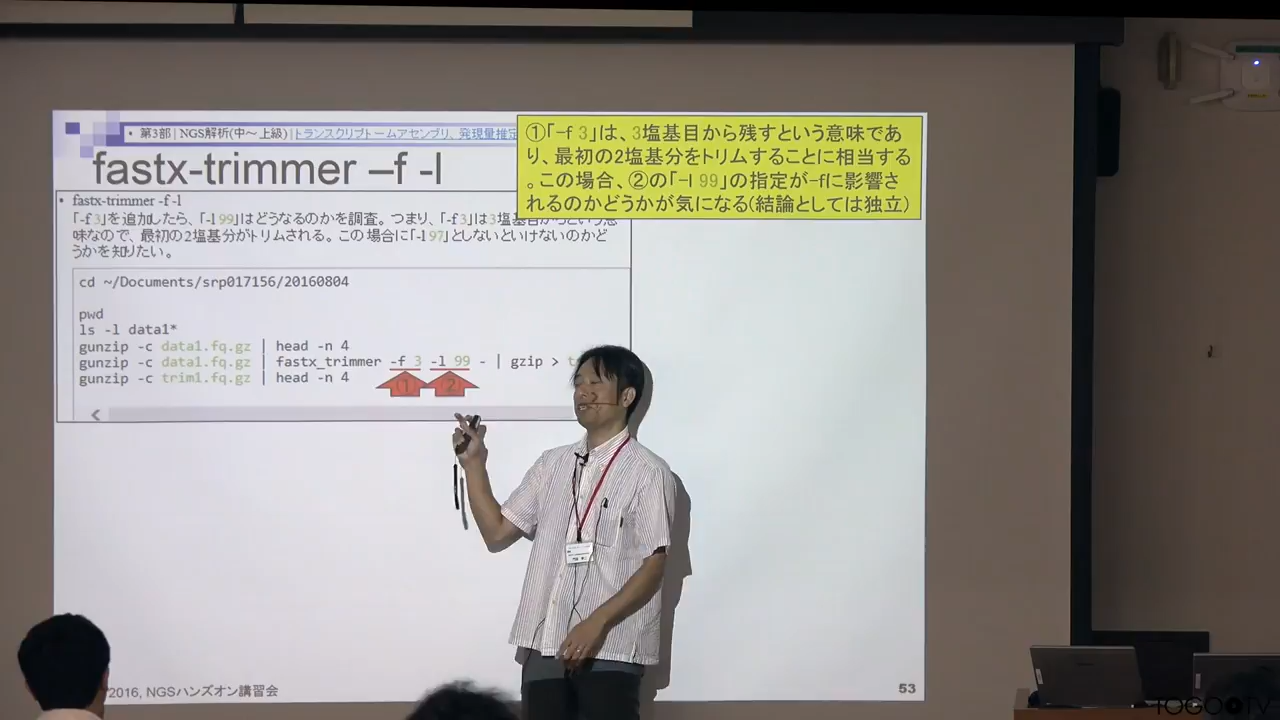 ・ 第3部 | NGS解析(中～上級) | トランスクリプトームアセンブリ、発現量推定
fastx-trimmer –f -l
①「-f 3」は、3塩基目から残すという意味であ
り、最初の2塩基分をトリムすることに相当する
。この場合、②の「-l 99」の指定が-fに影響さ
れるのかどうかが気になる(結論としては独立)
• fastx-trimmer -f -l
「-f 3」を追加したら、「-l 99」はどうなるのかを調査。つまり、「-f 3」は3塩基目からという意
味なので、最初の2塩基分がトリムされる。この場合に「-l 97」としないといけないのかど
うかを知りたい。
cd ~/Documents/srp017156/20160804
pwd
ls -l data1*
gunzip -c data1.fq.gz | head -n 4
gunzip -c data1.fq.gz | fastx_trimmer -f 3 -l 99 - | gzip >
gunzip -c trim1.fq.gz | head -n 4
① ②
2016, NGSハンズオン講習会
53
TOGOTV